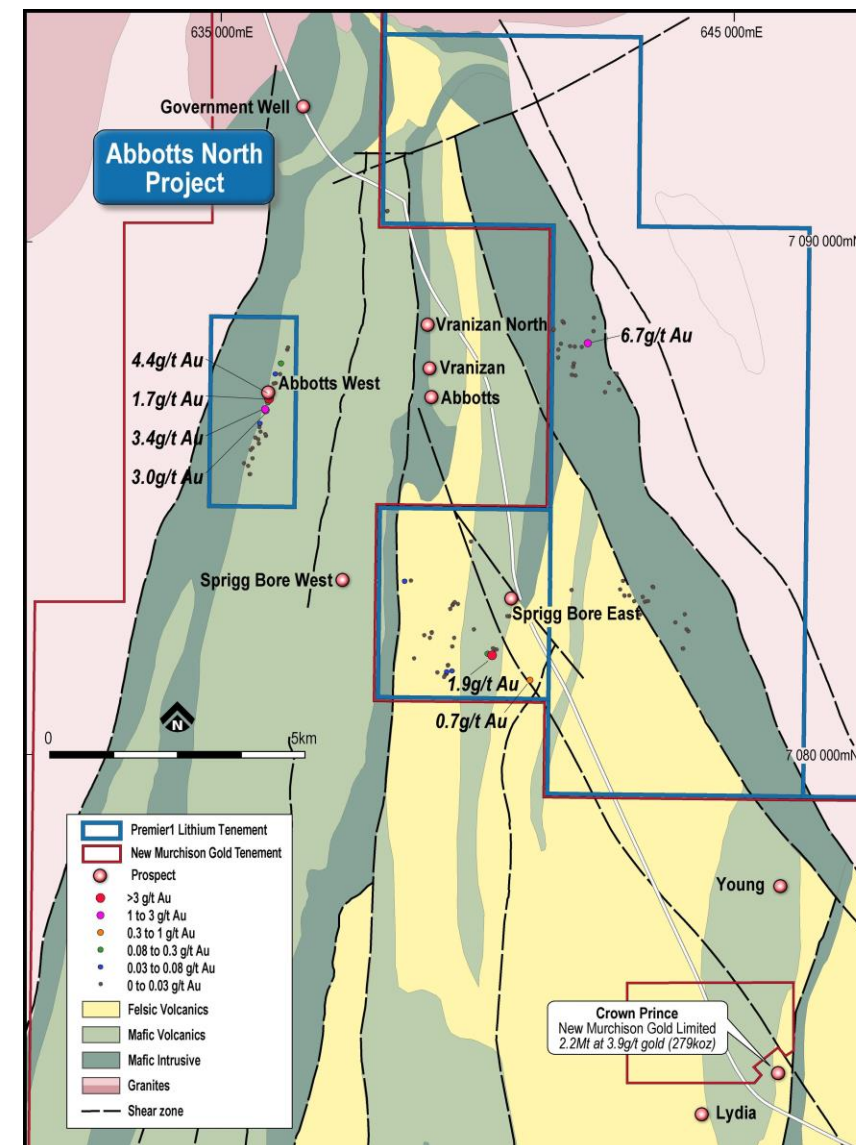 635 000mE
645 000mE
Government Well
Abbotts North
Project
7 090 000mN
Vranizan North
6.7g/t Au
4.4g/t Au
Vranizan
Abbotts West
1.7g/t Au
Abbotts
3.4g/t Au
3.0g/t Au
Sprigg Bore West
Sprigg Bore East
1.9g/t Au
0.7g/t Au
N
0
5km
7 080 000mN
Premier1 Lithium Tenement
New Murchison Gold Tenement
Prospect
>3 g/t Au
1 to 3 g/t Au
0.3 to 1 g/t Au
0.08 to 0.3 g/t Au
0.03 to 0.08 g/t Au
0 to 0.03 g/t Au
Felsic Volcanics
Mafic Volcanics
Mafic Intrusive
Granites
Shear zone
Young
Crown Prince
New Murchison Gold Limited
2.2Mt at 3.9g/t gold (279koz)
Lydia